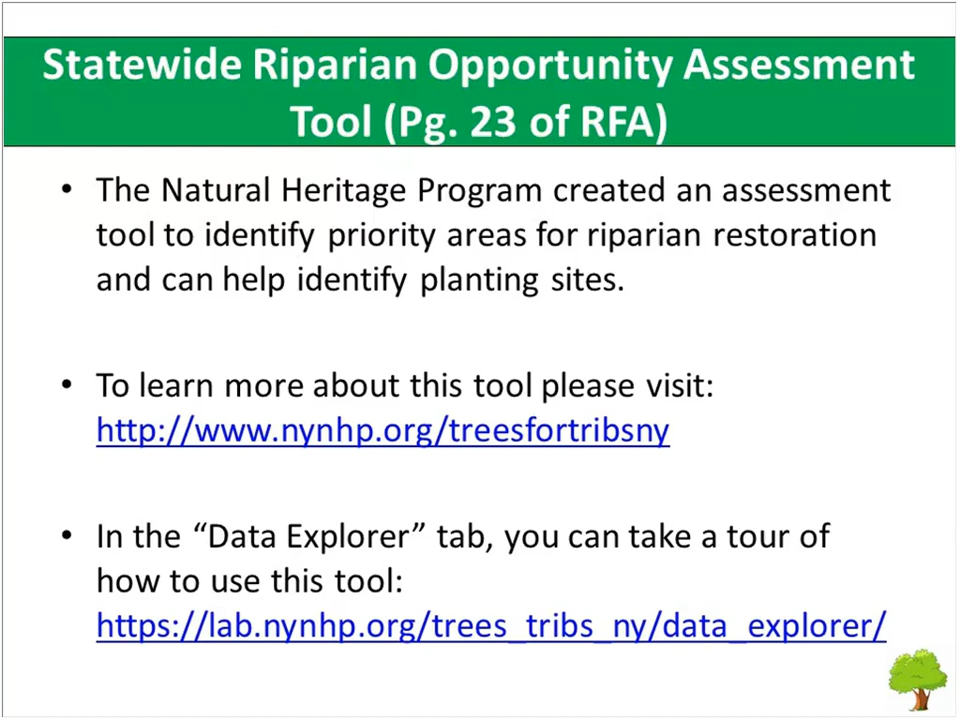 Statewide Riparian Opportunity Assessment
Tool (Pg. 23 of RFA)
• The Natural Heritage Program created an assessment
tool to identify priority areas for riparian restoration
and can help identify planting sites.
• To learn more about this tool please visit:
http://www.nynhp.org/treesfortribsny
• In the “Data Explorer” tab, you can take a tour of
how to use this tool:
https://lab.nynhp.org/trees_tribs_ny/data_explorer/